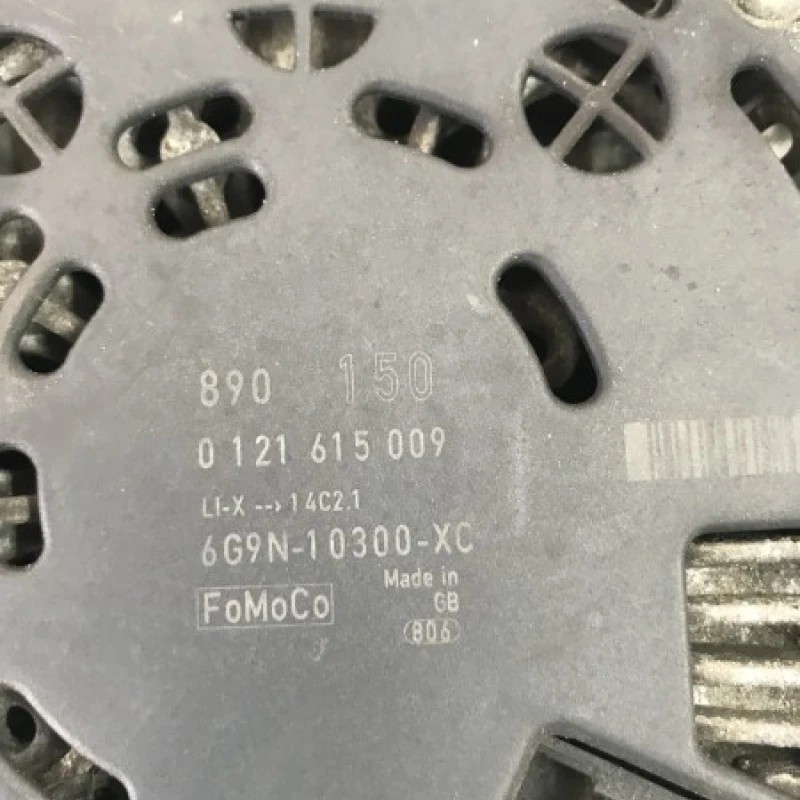 890 150
0 121 615 009
LI-X --> 14C2.1
6G9N-10300-XC
FoMoCo Made in
GB
806